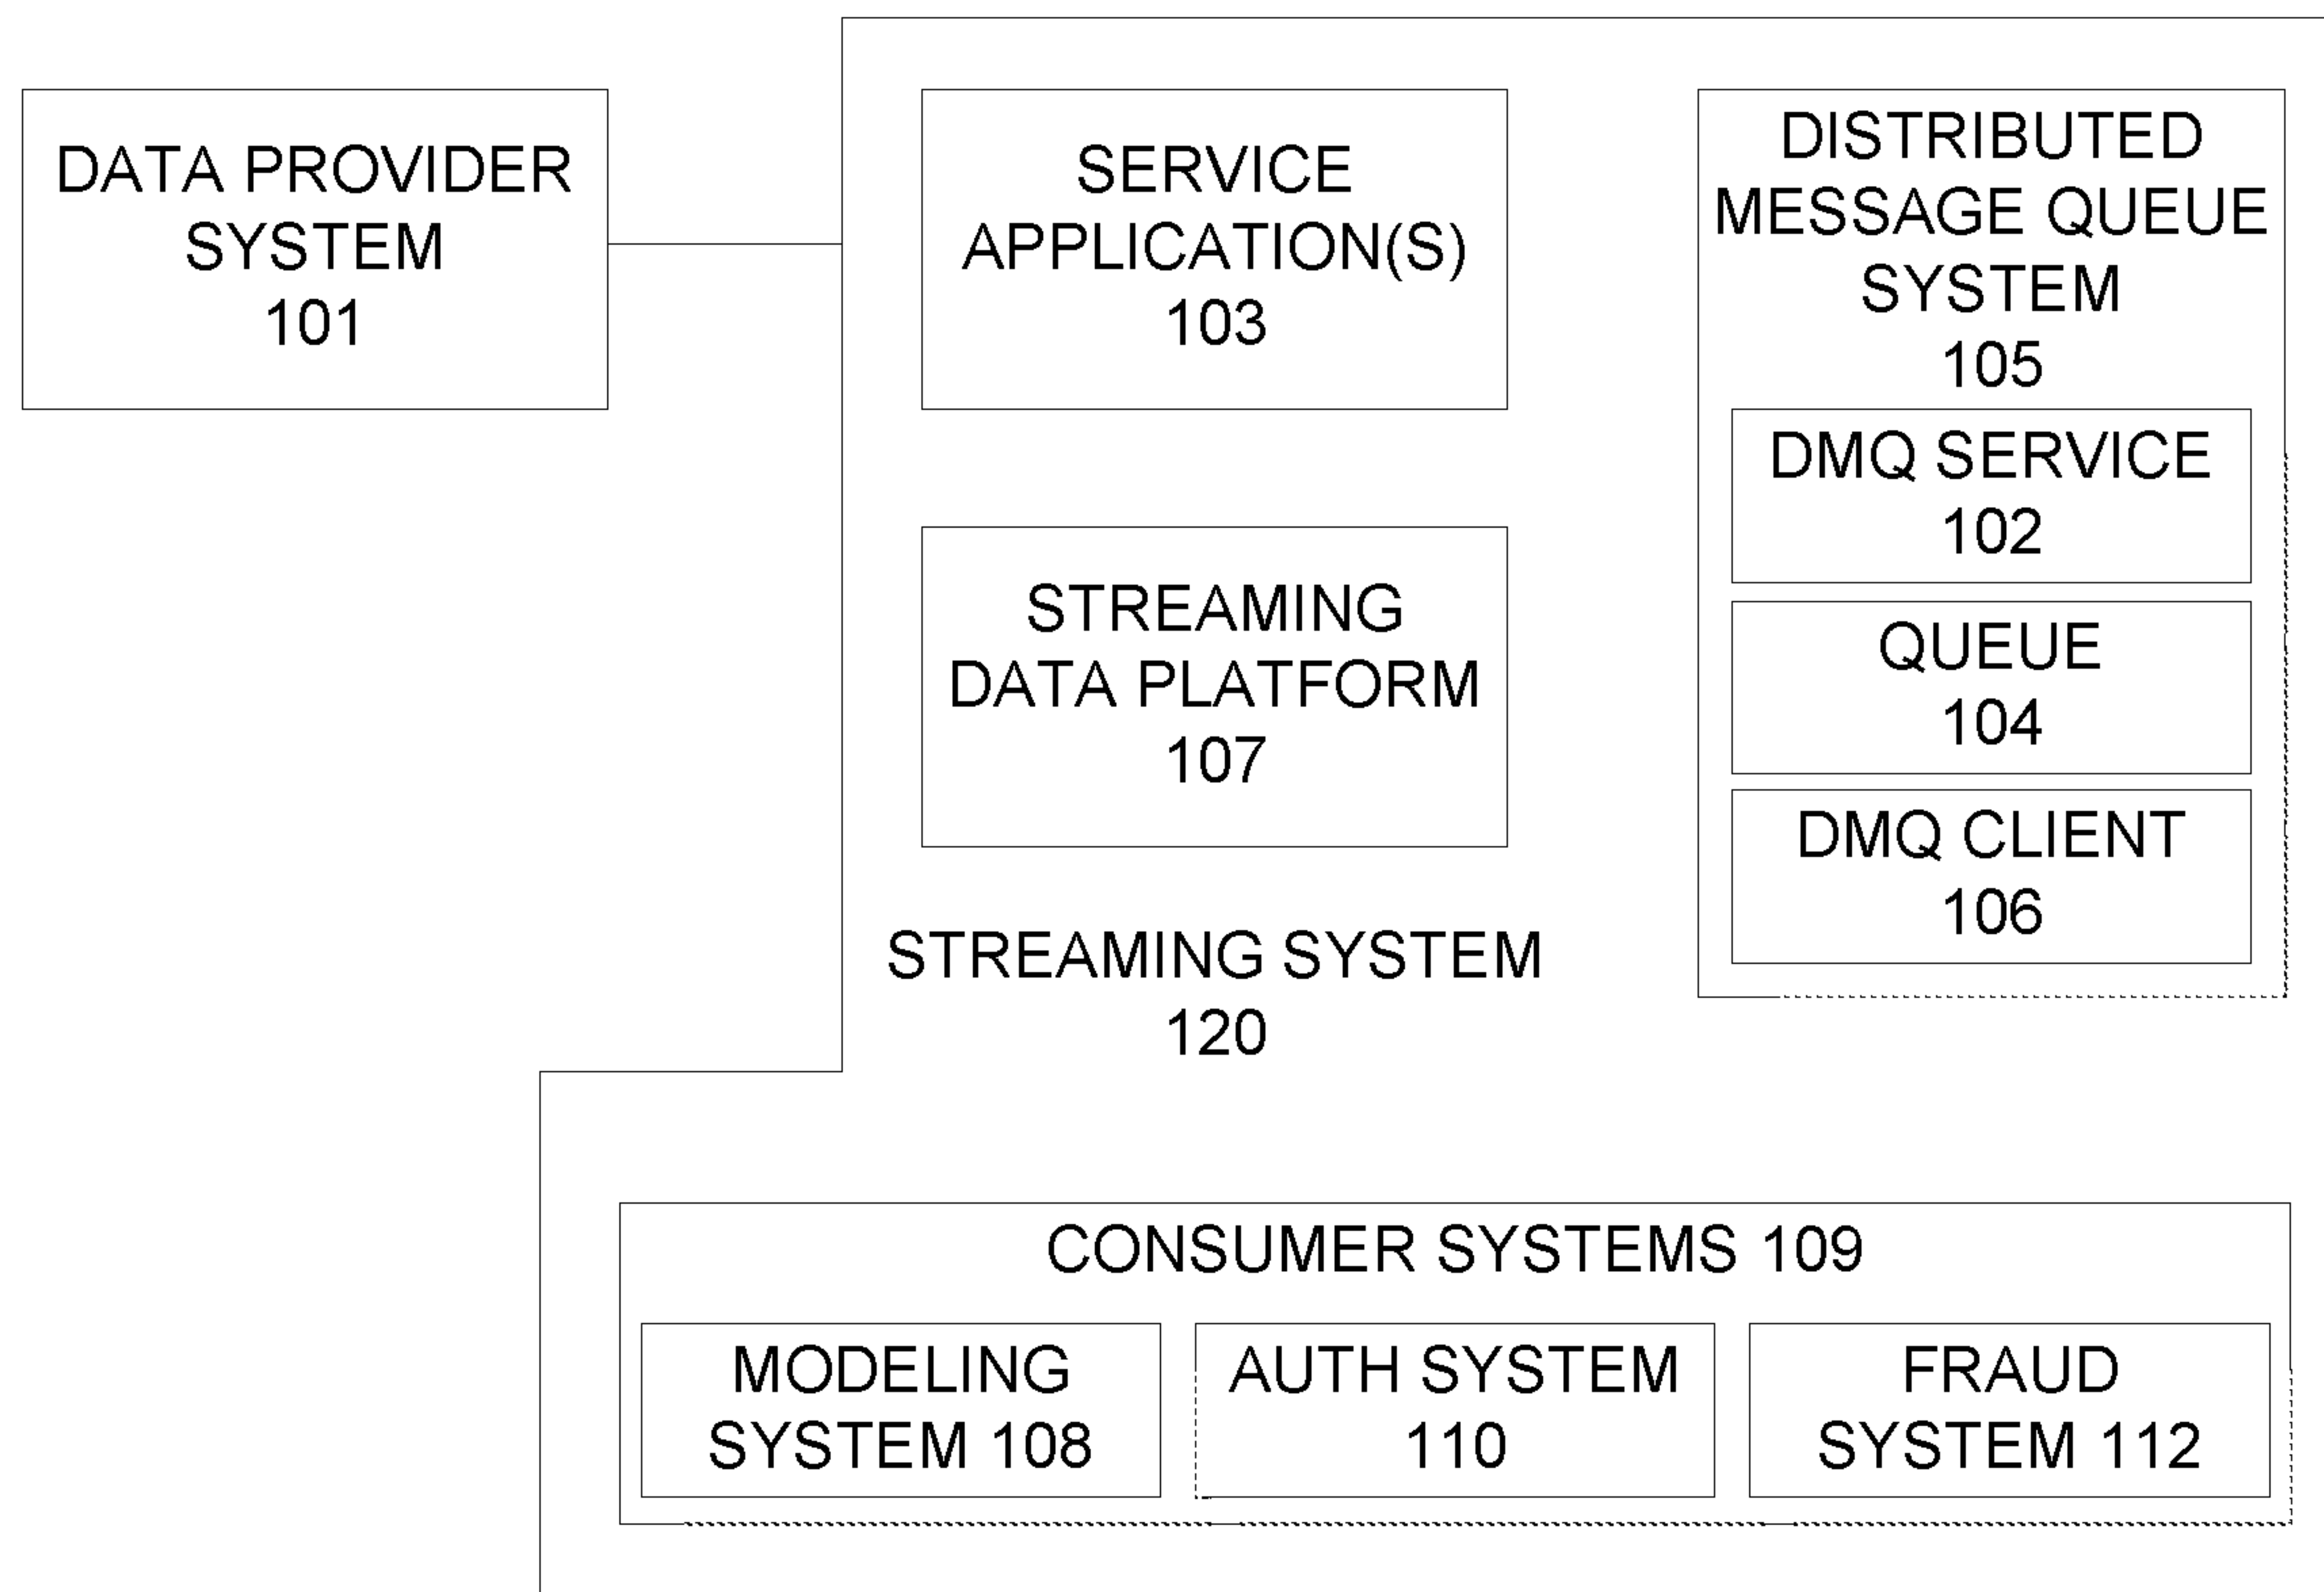 DATA PROVIDER
SYSTEM
101
SERVICE
APPLICATION(S)
103
DISTRIBUTED
MESSAGE QUEUE
SYSTEM
105
DMQ SERVICE
102
QUEUE
104
DMQ CLIENT
106
STREAMING
DATA PLATFORM
107
STREAMING SYSTEM
120
CONSUMER SYSTEMS 109
MODELING
SYSTEM 108
AUTH SYSTEM
110
FRAUD
SYSTEM 112